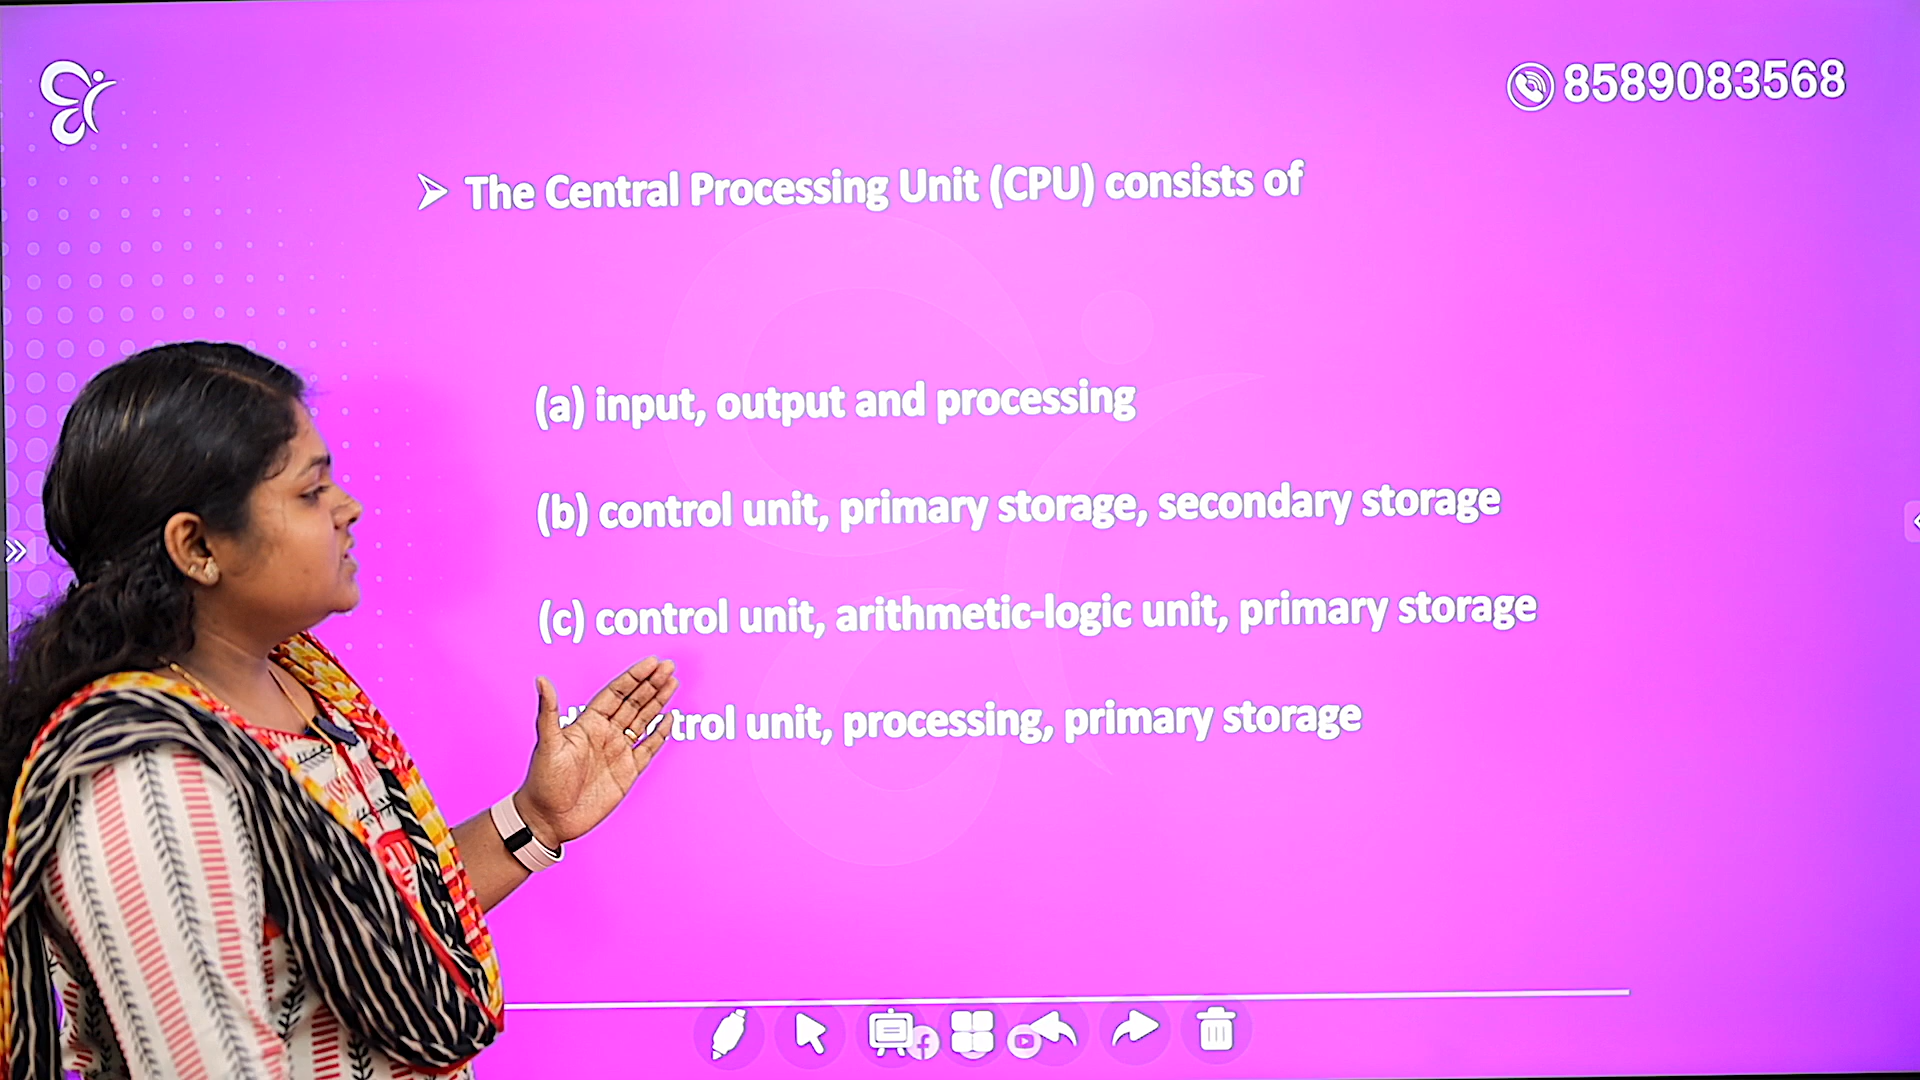 8589083568
➢ The Central Processing Unit (CPU) consists of
(a) input, output and processing
(b) control unit, primary storage, secondary storage
(c) control unit, arithmetic-logic unit, primary storage
unit, processing, primary storage